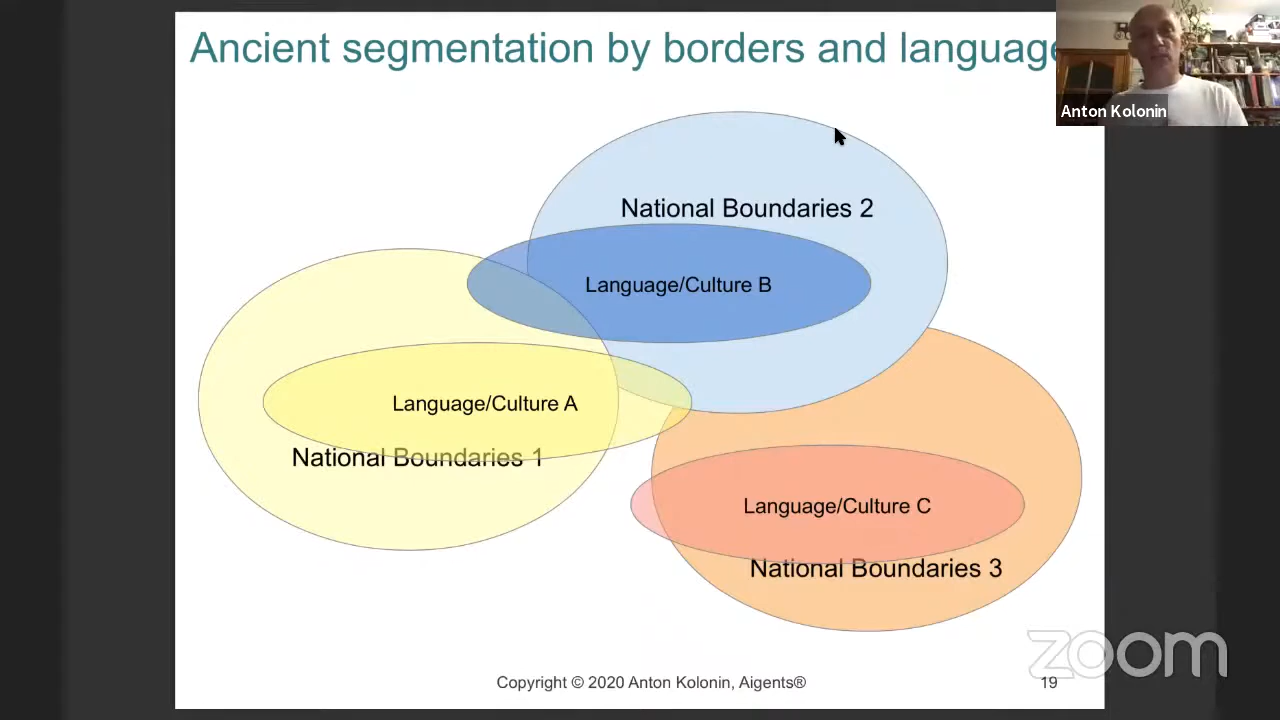 Ancient segmentation by borders and language
Anton Kolonin
National Boundaries 2
Language/Culture B
Language/Culture A
National Boundaries 1
Language/Culture C
National Boundaries 3
zoom
Copyright © 2020 Anton Kolonin, Aigents®
19